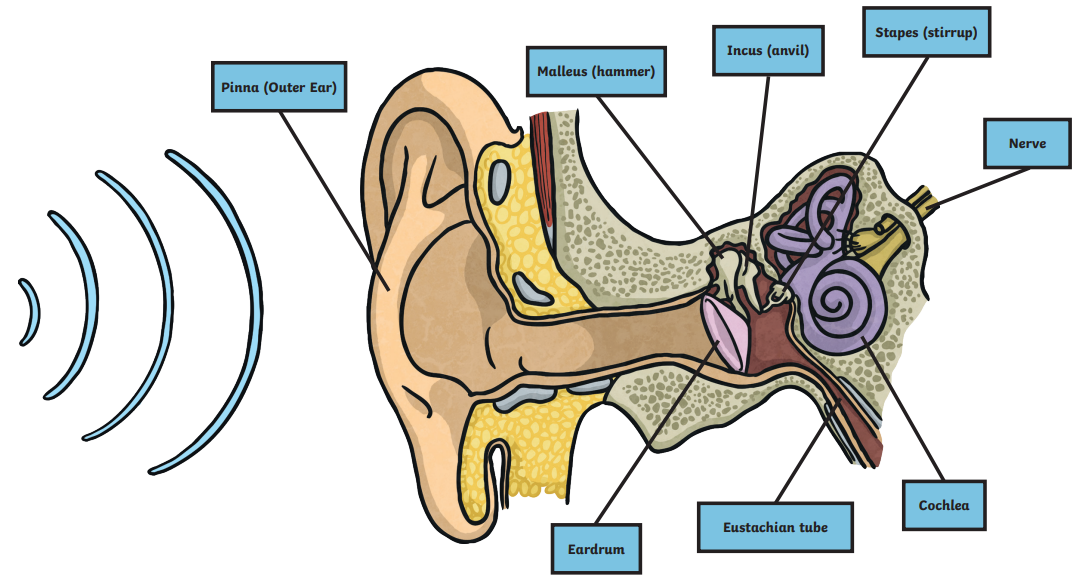 Stapes (stirrup)
Incus (anvil)
Malleus (hammer)
Pinna (Outer Ear)
Nerve
Cochlea
Eustachian tube
Eardrum